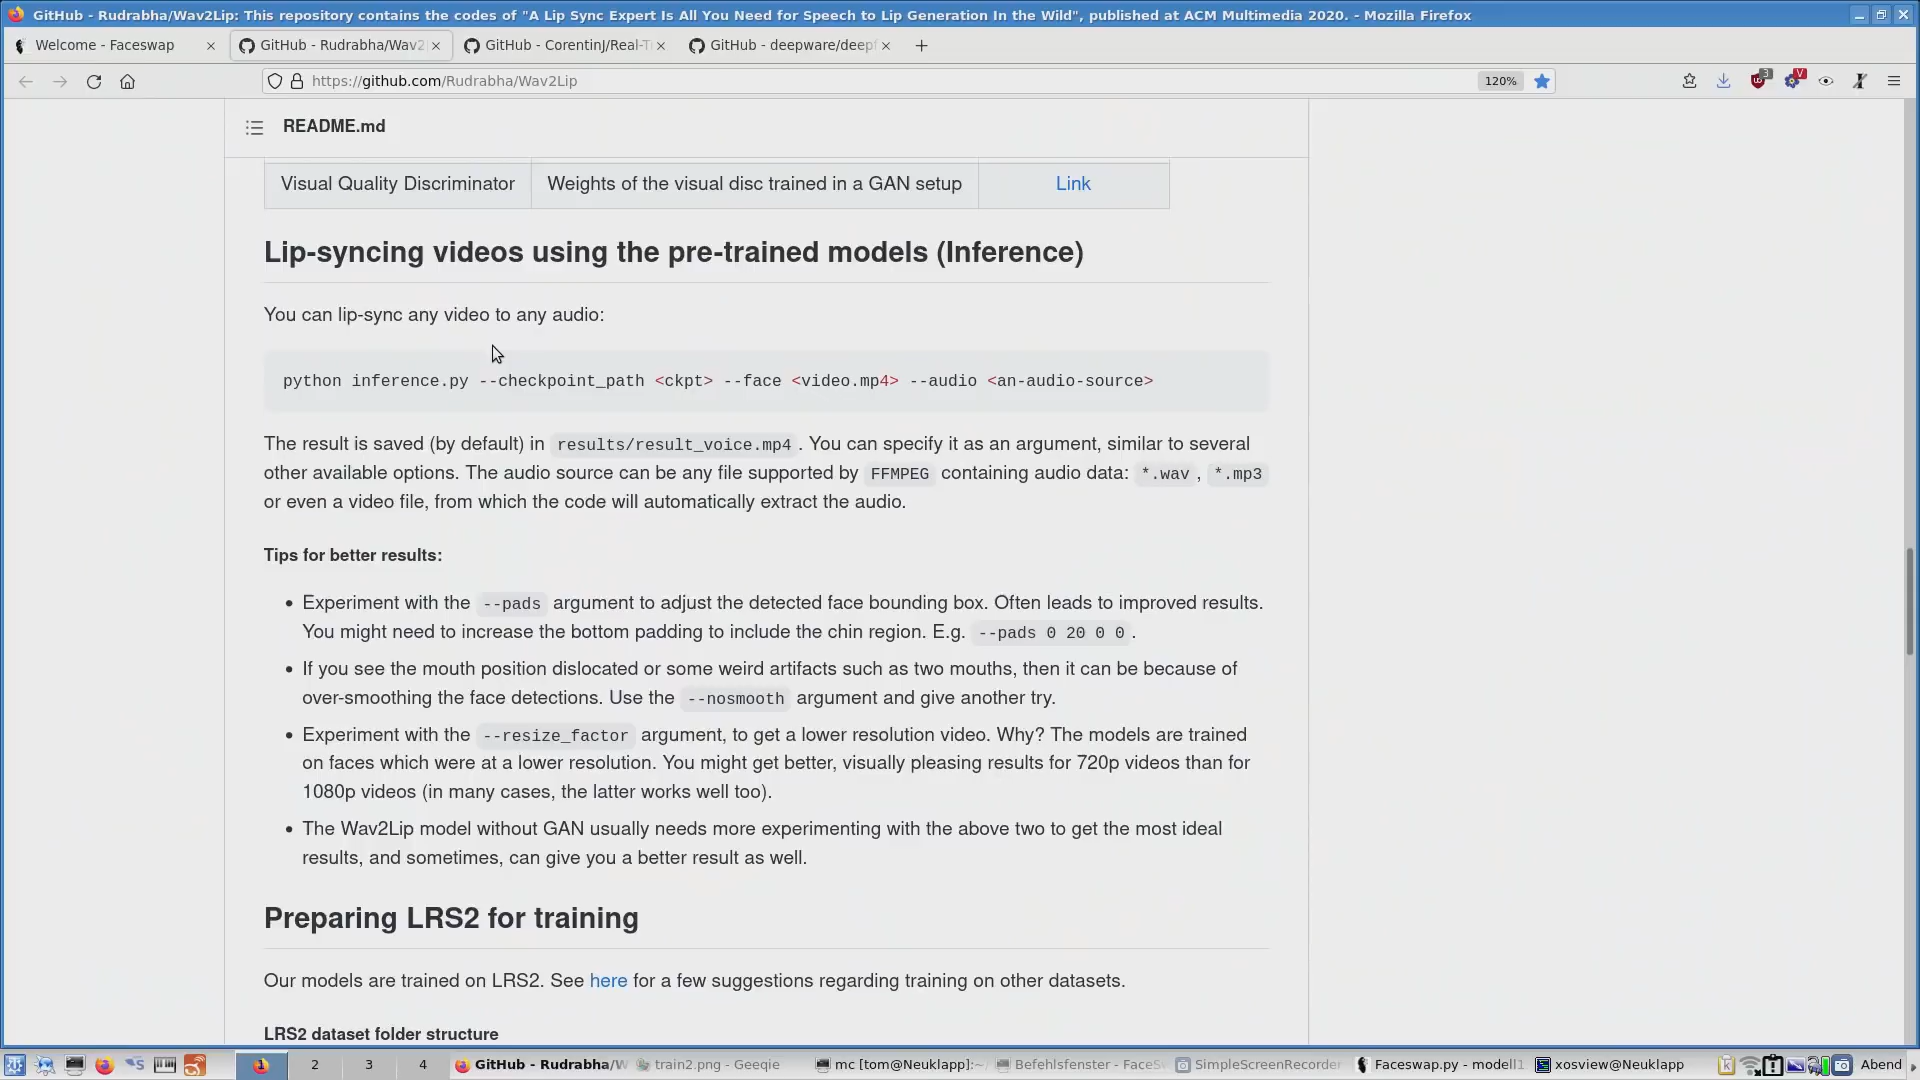 GitHub - Rudrabha/Wav2Lip: This repository contains the codes of "A Lip Sync Expert Is All You Need for Speech to Lip Generation In the Wild", published at ACM Multimedia 2020. - Mozilla Firefox
Welcome - Faceswap
GitHub - Rudrabha/Wav2
GitHub - CorentinJ/Real-T
GitHub - deepware/deepf
https://github.com/Rudrabha/Wav2Lip
120%
3
V
README.md
Visual Quality Discriminator Weights of the visual disc trained in a GAN setup Link
Lip-syncing videos using the pre-trained models (Inference)
You can lip-sync any video to any audio:
python inference.py --checkpoint_path <ckpt> --face <video.mp4> --audio <an-audio-source>
The result is saved (by default) in results/result_voice.mp4 . You can specify it as an argument, similar to several
other available options. The audio source can be any file supported by FFMPEG containing audio data: *.wav , *.mp3
or even a video file, from which the code will automatically extract the audio.
Tips for better results:
• Experiment with the --pads argument to adjust the detected face bounding box. Often leads to improved results.
You might need to increase the bottom padding to include the chin region. E.g. --pads 0 20 0 0 .
• If you see the mouth position dislocated or some weird artifacts such as two mouths, then it can be because of
over-smoothing the face detections. Use the --nosmooth argument and give another try.
• Experiment with the --resize_factor argument, to get a lower resolution video. Why? The models are trained
on faces which were at a lower resolution. You might get better, visually pleasing results for 720p videos than for
1080p videos (in many cases, the latter works well too).
• The Wav2Lip model without GAN usually needs more experimenting with the above two to get the most ideal
results, and sometimes, can give you a better result as well.
Preparing LRS2 for training
Our models are trained on LRS2. See here for a few suggestions regarding training on other datasets.
LRS2 dataset folder structure
1 2 3 4 GitHub - Rudrabha/W train2.png - Geeqie mc [tom@Neuklapp]:~/ Befehlsfenster - FaceS SimpleScreenRecorder Faceswap.py - modell1 xosview@Neuklapp Abend